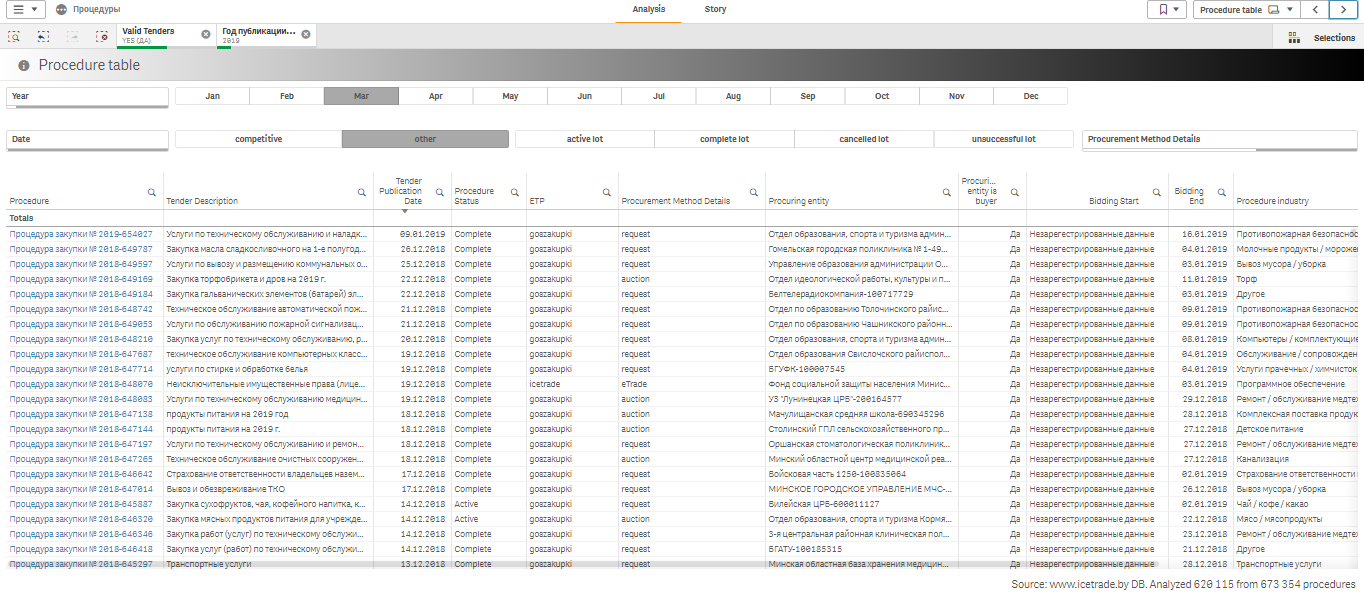 Процедуры Analysis Story Procedure table
Valid Tenders Год публикации...
YES (ДА) 2019 Selections
Procedure table
Year Jan Feb Mar Apr May Jun Jul Aug Sep Oct Nov Dec
Date competitive other active lot complete lot cancelled lot unsuccessful lot Procurement Method Details
Procedure Tender Description Tender Publication Date Procedure Status ETP Procurement Method Details Procuring entity Procuri... entity is buyer Bidding Start Bidding End Procedure industry
Totals
Процедура закупки № 2019-654027 Услуги по техническому обслуживанию и наладк... 09.01.2019 Complete goszakupki request Отдел образования, спорта и туризма админ... Да Незарегестрированные данные 16.01.2019 Противопожарная безопаснос
Процедура закупки № 2018-649787 Закупка масла сладкосливочного на 1-е полугод... 26.12.2018 Complete goszakupki request Гомельская городская поликлиника № 1-49... Да Незарегестрированные данные 04.01.2019 Молочные продукты / мороже
Процедура закупки № 2018-649597 Услуги по вывозу и размещению коммунальных о... 25.12.2018 Complete goszakupki request Управление образования администрации О... Да Незарегестрированные данные 03.01.2019 Вывоз мусора / уборка
Процедура закупки № 2018-649169 Закупка торфобрикета и дров на 2019 г. 22.12.2018 Complete goszakupki auction Отдел идеологической работы, культуры и п... Да Незарегестрированные данные 11.01.2019 Торф
Процедура закупки № 2018-649184 Закупка гальванических элементов (батарей) эл... 22.12.2018 Complete goszakupki request Белтелерадиокомпания-100717729 Да Незарегестрированные данные 03.01.2019 Другое
Процедура закупки № 2018-648742 Техническое обслуживание автоматической пож... 21.12.2018 Complete goszakupki request Отдел по образованию Толочинского райис... Да Незарегестрированные данные 09.01.2019 Противопожарная безопаснос
Процедура закупки № 2018-649053 Услуги по обслуживанию пожарной сигнализац... 21.12.2018 Complete goszakupki request Отдел по образованию Чашникского районн... Да Незарегестрированные данные 09.01.2019 Противопожарная безопаснос
Процедура закупки № 2018-648210 Закупка услуг по техническому обслуживанию, р... 20.12.2018 Complete goszakupki request Отдел образования, спорта и туризма админ... Да Незарегестрированные данные 08.01.2019 Компьютеры / комплектующие
Процедура закупки № 2018-647687 техническое обслуживание компьютерных класс... 19.12.2018 Complete goszakupki request Отдел образования Свислочского райиспол... Да Незарегестрированные данные 04.01.2019 Обслуживание / сопровожден
Процедура закупки № 2018-647714 услуги по стирке и обработке белья 19.12.2018 Complete goszakupki request БГУФК-100007545 Да Незарегестрированные данные 04.01.2019 Услуги прачечных / химчисток
Процедура закупки № 2018-648070 Неисключительные имущественные права (лице... 19.12.2018 Complete icetrade eTrade Фонд социальной защиты населения Минис... Да Незарегестрированные данные 03.01.2019 Программное обеспечение
Процедура закупки № 2018-648083 Услуги по техническому обслуживанию медицин... 19.12.2018 Complete goszakupki auction УЗ "Лунинецкая ЦРБ"-200164577 Да Незарегестрированные данные 29.12.2018 Ремонт / обслуживание медтех
Процедура закупки № 2018-647138 продукты питания на 2019 год 18.12.2018 Complete goszakupki auction Мачулищанская средняя школа-690345296 Да Незарегестрированные данные 28.12.2018 Комплексная поставка продук
Процедура закупки № 2018-647144 продукты питания на 2019 г. 18.12.2018 Complete goszakupki auction Столинский ГПЛ сельскохозяйственного пр... Да Незарегестрированные данные 27.12.2018 Детское питание
Процедура закупки № 2018-647197 Услуги по техническому обслуживанию и ремон... 18.12.2018 Complete goszakupki request Оршанская стоматологическая поликлиник... Да Незарегестрированные данные 27.12.2018 Ремонт / обслуживание медтех
Процедура закупки № 2018-647265 Техническое обслуживание очистных сооружен... 18.12.2018 Complete goszakupki auction Минский областной центр медицинской реа... Да Незарегестрированные данные 27.12.2018 Канализация
Процедура закупки № 2018-646642 Страхование ответственности владельцев назем... 17.12.2018 Complete goszakupki request Войсковая часть 1250-100835064 Да Незарегестрированные данные 02.01.2019 Страхование ответственности
Процедура закупки № 2018-647014 Вывоз и обезвреживание ТКО 17.12.2018 Complete goszakupki request МИНСКОЕ ГОРОДСКОЕ УПРАВЛЕНИЕ МЧС-... Да Незарегестрированные данные 26.12.2018 Вывоз мусора / уборка
Процедура закупки № 2018-645887 Закупка сухофруктов, чая, кофейного напитка, к... 14.12.2018 Active goszakupki request Вилейская ЦРБ-600011127 Да Незарегестрированные данные 02.01.2019 Чай / кофе / какао
Процедура закупки № 2018-646320 Закупка мясных продуктов питания для учрежде... 14.12.2018 Active goszakupki auction Отдел образования, спорта и туризма Кормя... Да Незарегестрированные данные 22.12.2018 Мясо / мясопродукты
Процедура закупки № 2018-646346 Закупка работ (услуг) по техническому обслужи... 14.12.2018 Complete goszakupki request 3-я центральная районная клиническая пол... Да Незарегестрированные данные 23.12.2018 Ремонт / обслуживание медтех
Процедура закупки № 2018-646418 Закупка услуг (работ) по техническому обслужи... 14.12.2018 Complete goszakupki request БГАТУ-100185315 Да Незарегестрированные данные 21.12.2018 Другое
Процедура закупки № 2018-645297 Транспортные услуги 13.12.2018 Complete goszakupki request Минская областная база хранения медицин... Да Незарегестрированные данные 28.12.2018 Транспортные услуги
Source: www.icetrade.by DB. Analyzed 620 115 from 673 354 procedures